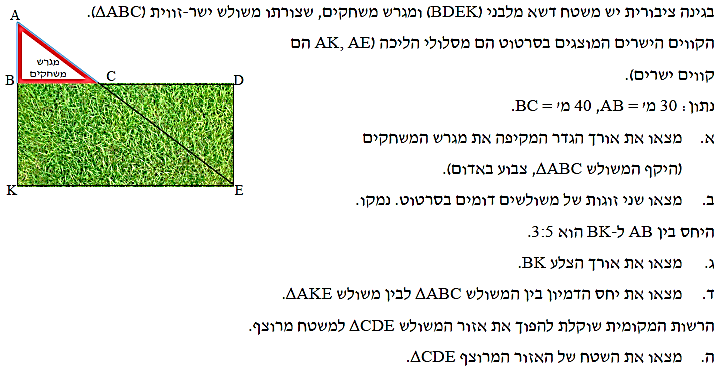 בגינה ציבורית יש משטח דשא מלבני (BDEK) ומגרש משחקים, שצורתו משולש ישר-זווית (ΔABC).
הקווים הישרים המוצגים בסרטוט הם מסלולי הליכה (AK, AE הם
קווים ישרים).
נתון: 30 מ' = AB, 40 מ' = BC.
א. מצאו את אורך הגדר המקיפה את מגרש המשחקים
(היקף המשולש ΔABC, צבוע באדום).
ב. מצאו שני זוגות של משולשים דומים בסרטוט. נמקו.
היחס בין AB ל-BK הוא 3:5.
ג. מצאו את אורך הצלע BK.
ד. מצאו את יחס הדמיון בין המשולש ΔABC לבין משולש ΔAKE.
הרשות המקומית שוקלת להפוך את אזור המשולש ΔCDE למשטח מרוצף.
ה. מצאו את השטח של האזור המרוצף ΔCDE.
A
מגרש
משחקים
B C D
K E